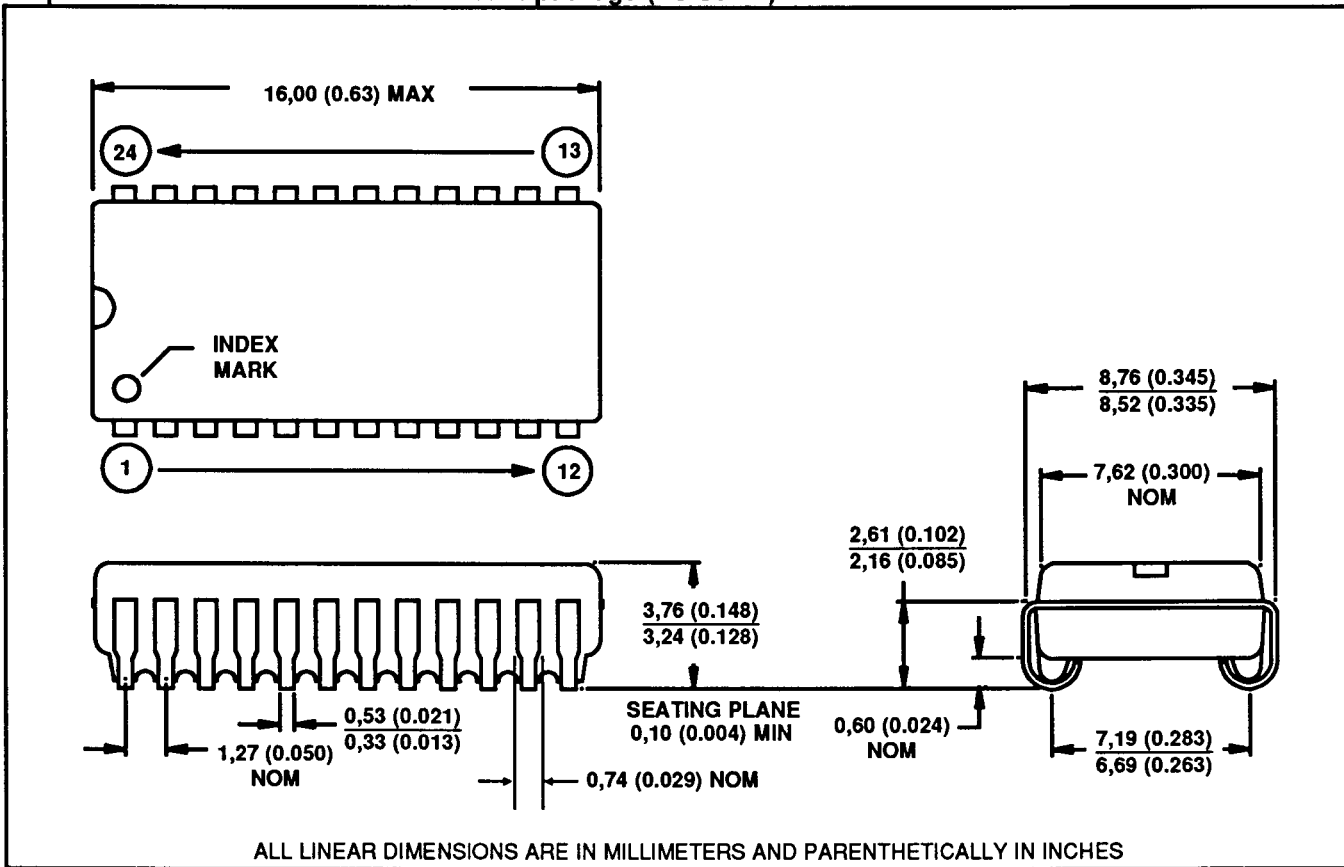 16,00 (0.63) MAX
24
13
INDEX
MARK
1
12
8,76 (0.345)
8,52 (0.335)
7,62 (0.300)
NOM
2,61 (0.102)
2,16 (0.085)
3,76 (0.148)
3,24 (0.128)
0,53 (0.021)
0,33 (0.013)
1,27 (0.050)
NOM
SEATING PLANE
0,10 (0.004) MIN
0,60 (0.024)
NOM
7,19 (0.283)
6,69 (0.263)
0,74 (0.029) NOM
ALL LINEAR DIMENSIONS ARE IN MILLIMETERS AND PARENTHETICALLY IN INCHES